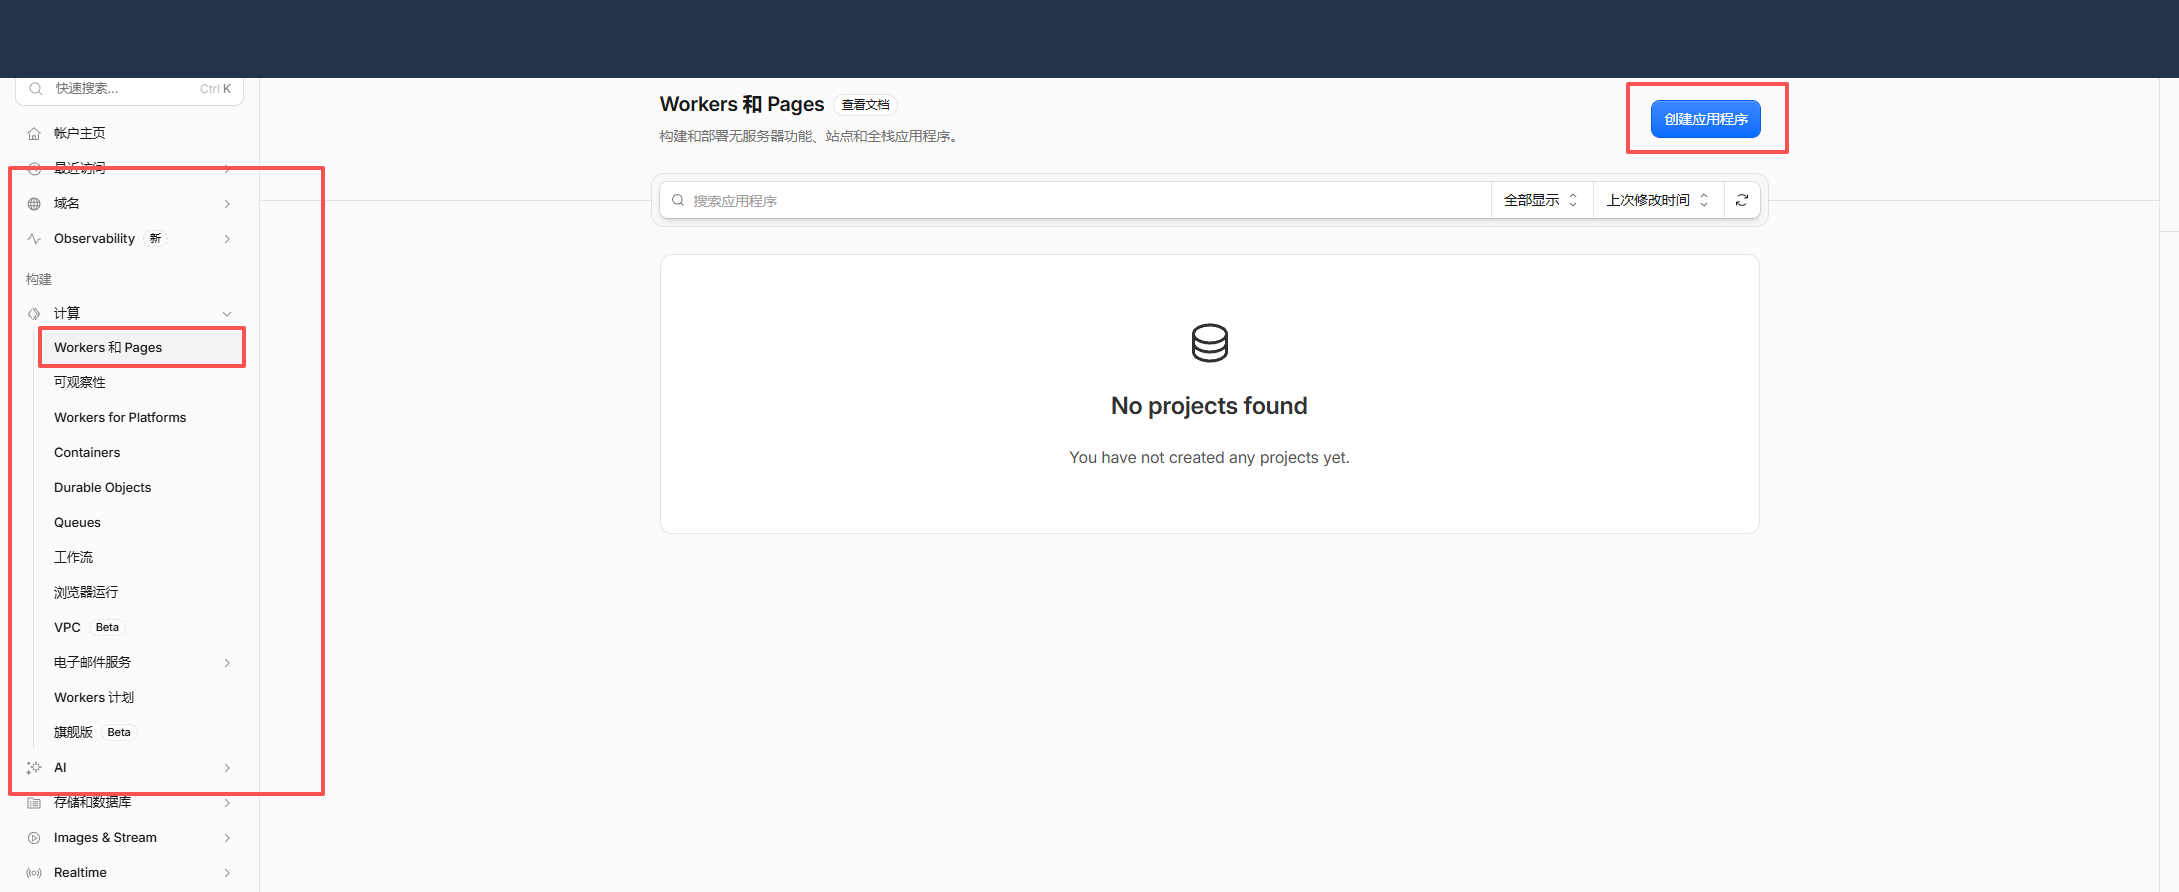 快速搜索... Ctrl K
帐户主页
最近访问
域名
Observability 新
构建
计算
Workers 和 Pages
可观察性
Workers for Platforms
Containers
Durable Objects
Queues
工作流
浏览器运行
VPC Beta
电子邮件服务
Workers 计划
旗舰版 Beta
AI
存储和数据库
Images & Stream
Realtime
Workers 和 Pages 查看文档
构建和部署无服务器功能、站点和全栈应用程序。
创建应用程序
搜索应用程序 全部显示 上次修改时间
No projects found
You have not created any projects yet.